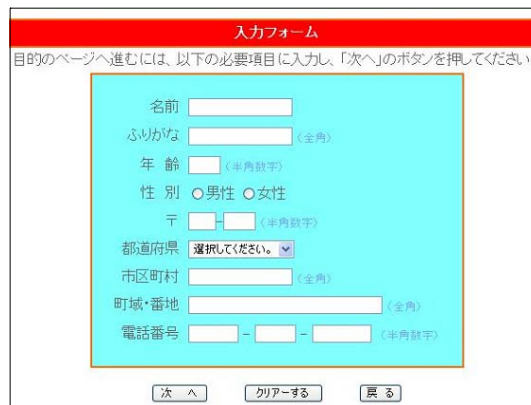 入力フォーム
目的のページへ進むには、以下の必要項目に入力し、「次へ」のボタンを押してください
名前
ふりがな (全角)
年 齢 (半角数字)
性 別 男性 女性
〒 - (半角数字)
都道府県 選択してください。
市区町村 (全角)
町域・番地 (全角)
電話番号 - - (半角数字)
次 へ クリアーする 戻 る